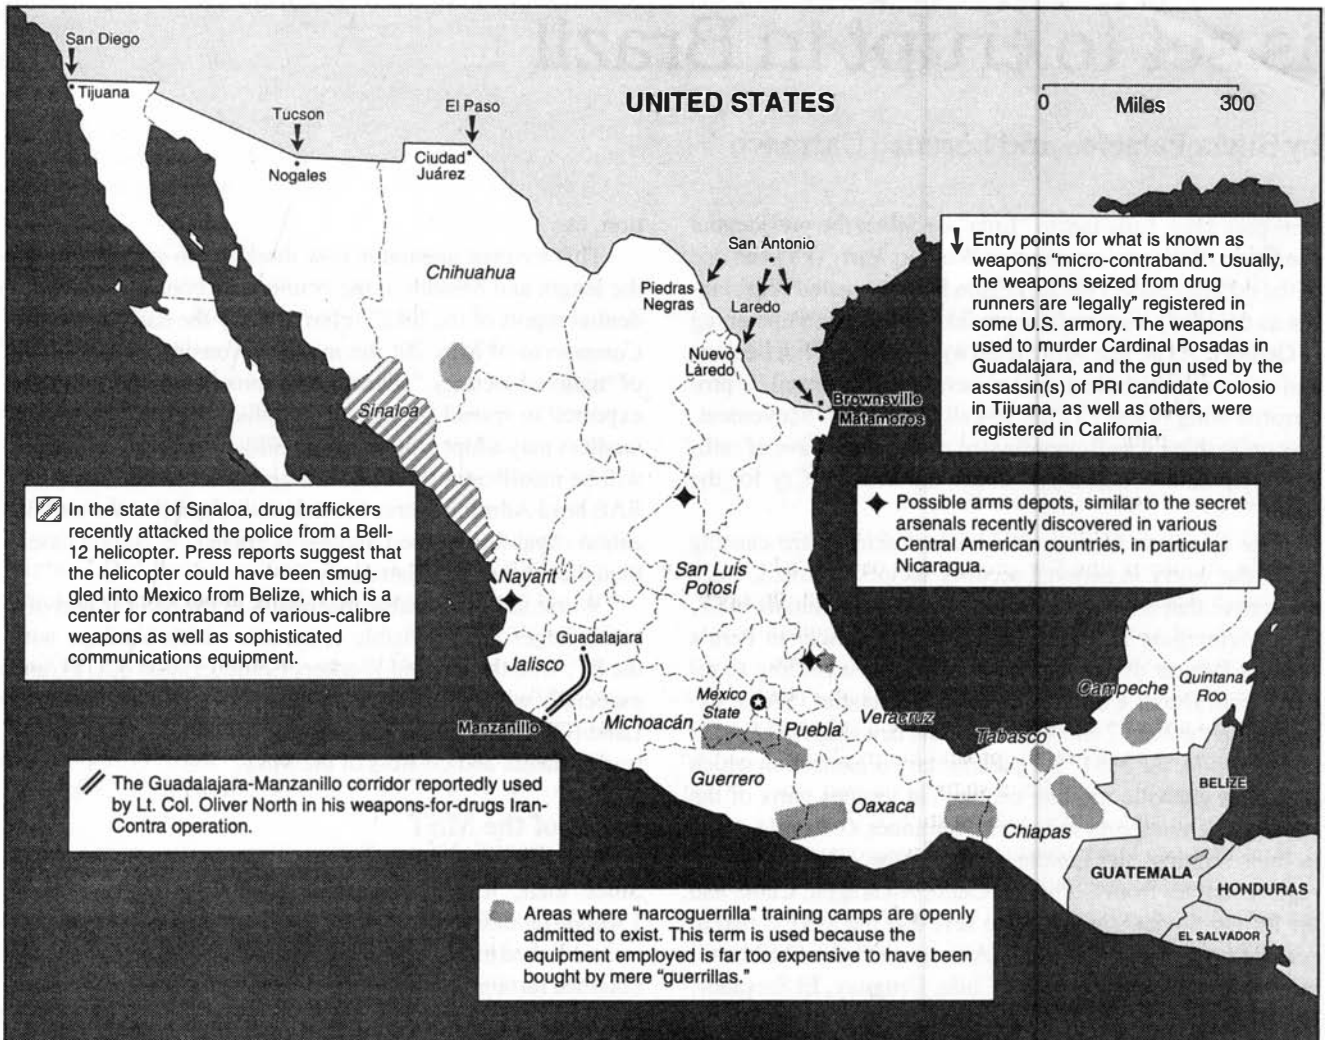 San Diego
Tijuana
Tucson
Nogales
El Paso
Ciudad
Juárez
UNITED STATES
0 Miles 300
Chihuahua
San Antonio
Piedras
Negras
Laredo
Nuevo
Laredo
Brownsville
Matamoros
Entry points for what is known as
weapons “micro-contraband.” Usually,
the weapons seized from drug
runners are “legally” registered in
some U.S. armory. The weapons
used to murder Cardinal Posadas in
Guadalajara, and the gun used by the
assassin(s) of PRI candidate Colosio
in Tijuana, as well as others, were
registered in California.
Sinaloa
In the state of Sinaloa, drug traffickers
recently attacked the police from a Bell-
12 helicopter. Press reports suggest that
the helicopter could have been smug-
gled into Mexico from Belize, which is a
center for contraband of various-calibre
weapons as well as sophisticated
communications equipment.
Possible arms depots, similar to the secret
arsenals recently discovered in various
Central American countries, in particular
Nicaragua.
Nayarit
San Luis
Potosí
Guadalajara
Jalisco
Manzanillo
Michoacán
Mexico
State
Puebla
Veracruz
Guerrero
Oaxaca
Tabasco
Chiapas
Campeche
Quintana
Roo
BELIZE
GUATEMALA
HONDURAS
EL SALVADOR
The Guadalajara-Manzanillo corridor reportedly used
by Lt. Col. Oliver North in his weapons-for-drugs Iran-
Contra operation.
Areas where “narcoguerrilla” training camps are openly
admitted to exist. This term is used because the
equipment employed is far too expensive to have been
bought by mere “guerrillas.”